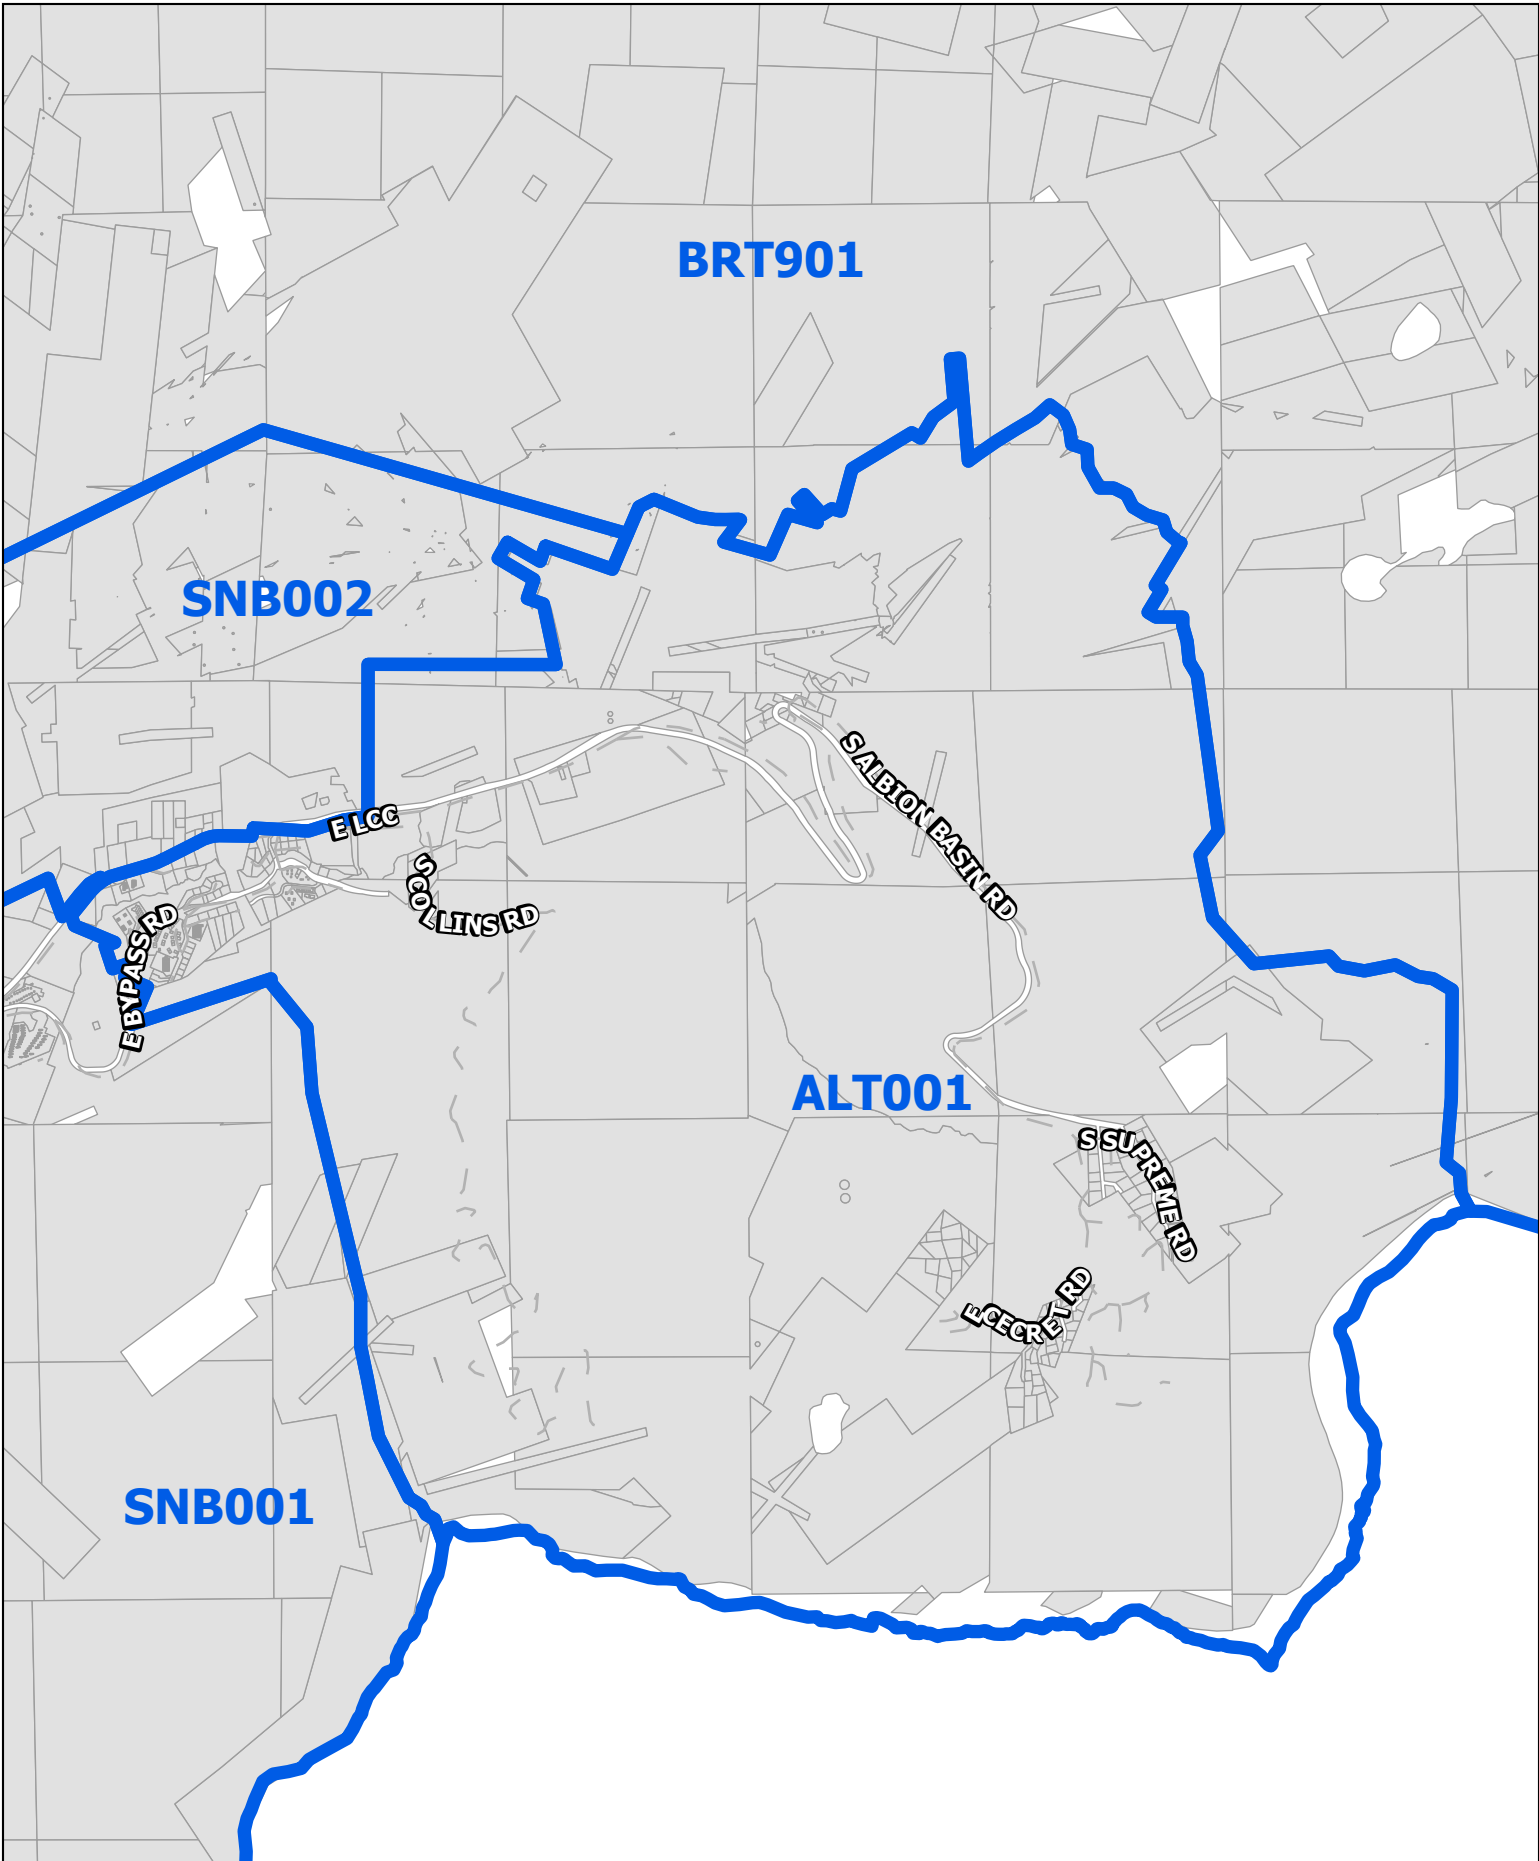 BRT901
SNB002
S ALBION BASIN RD
E LCC
S COLLINS RD
E BYPASS RD
ALT001
S SUPREME RD
E CECRET RD
SNB001